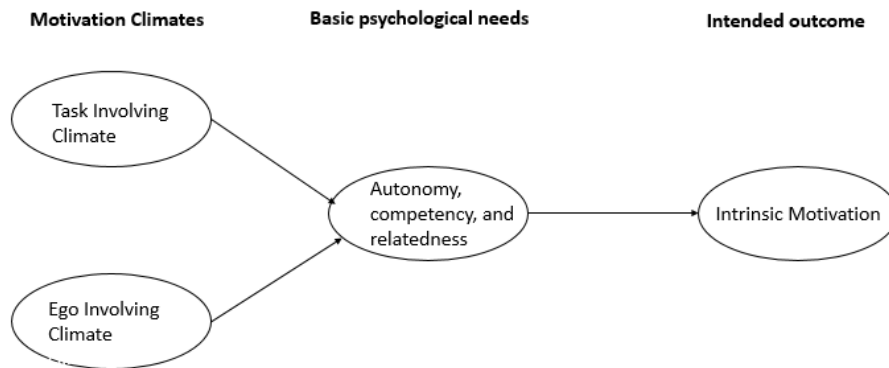 Motivation Climates
Basic psychological needs
Intended outcome
Task Involving
Climate
Autonomy,
competency, and
relatedness
Intrinsic Motivation
Ego Involving
Climate